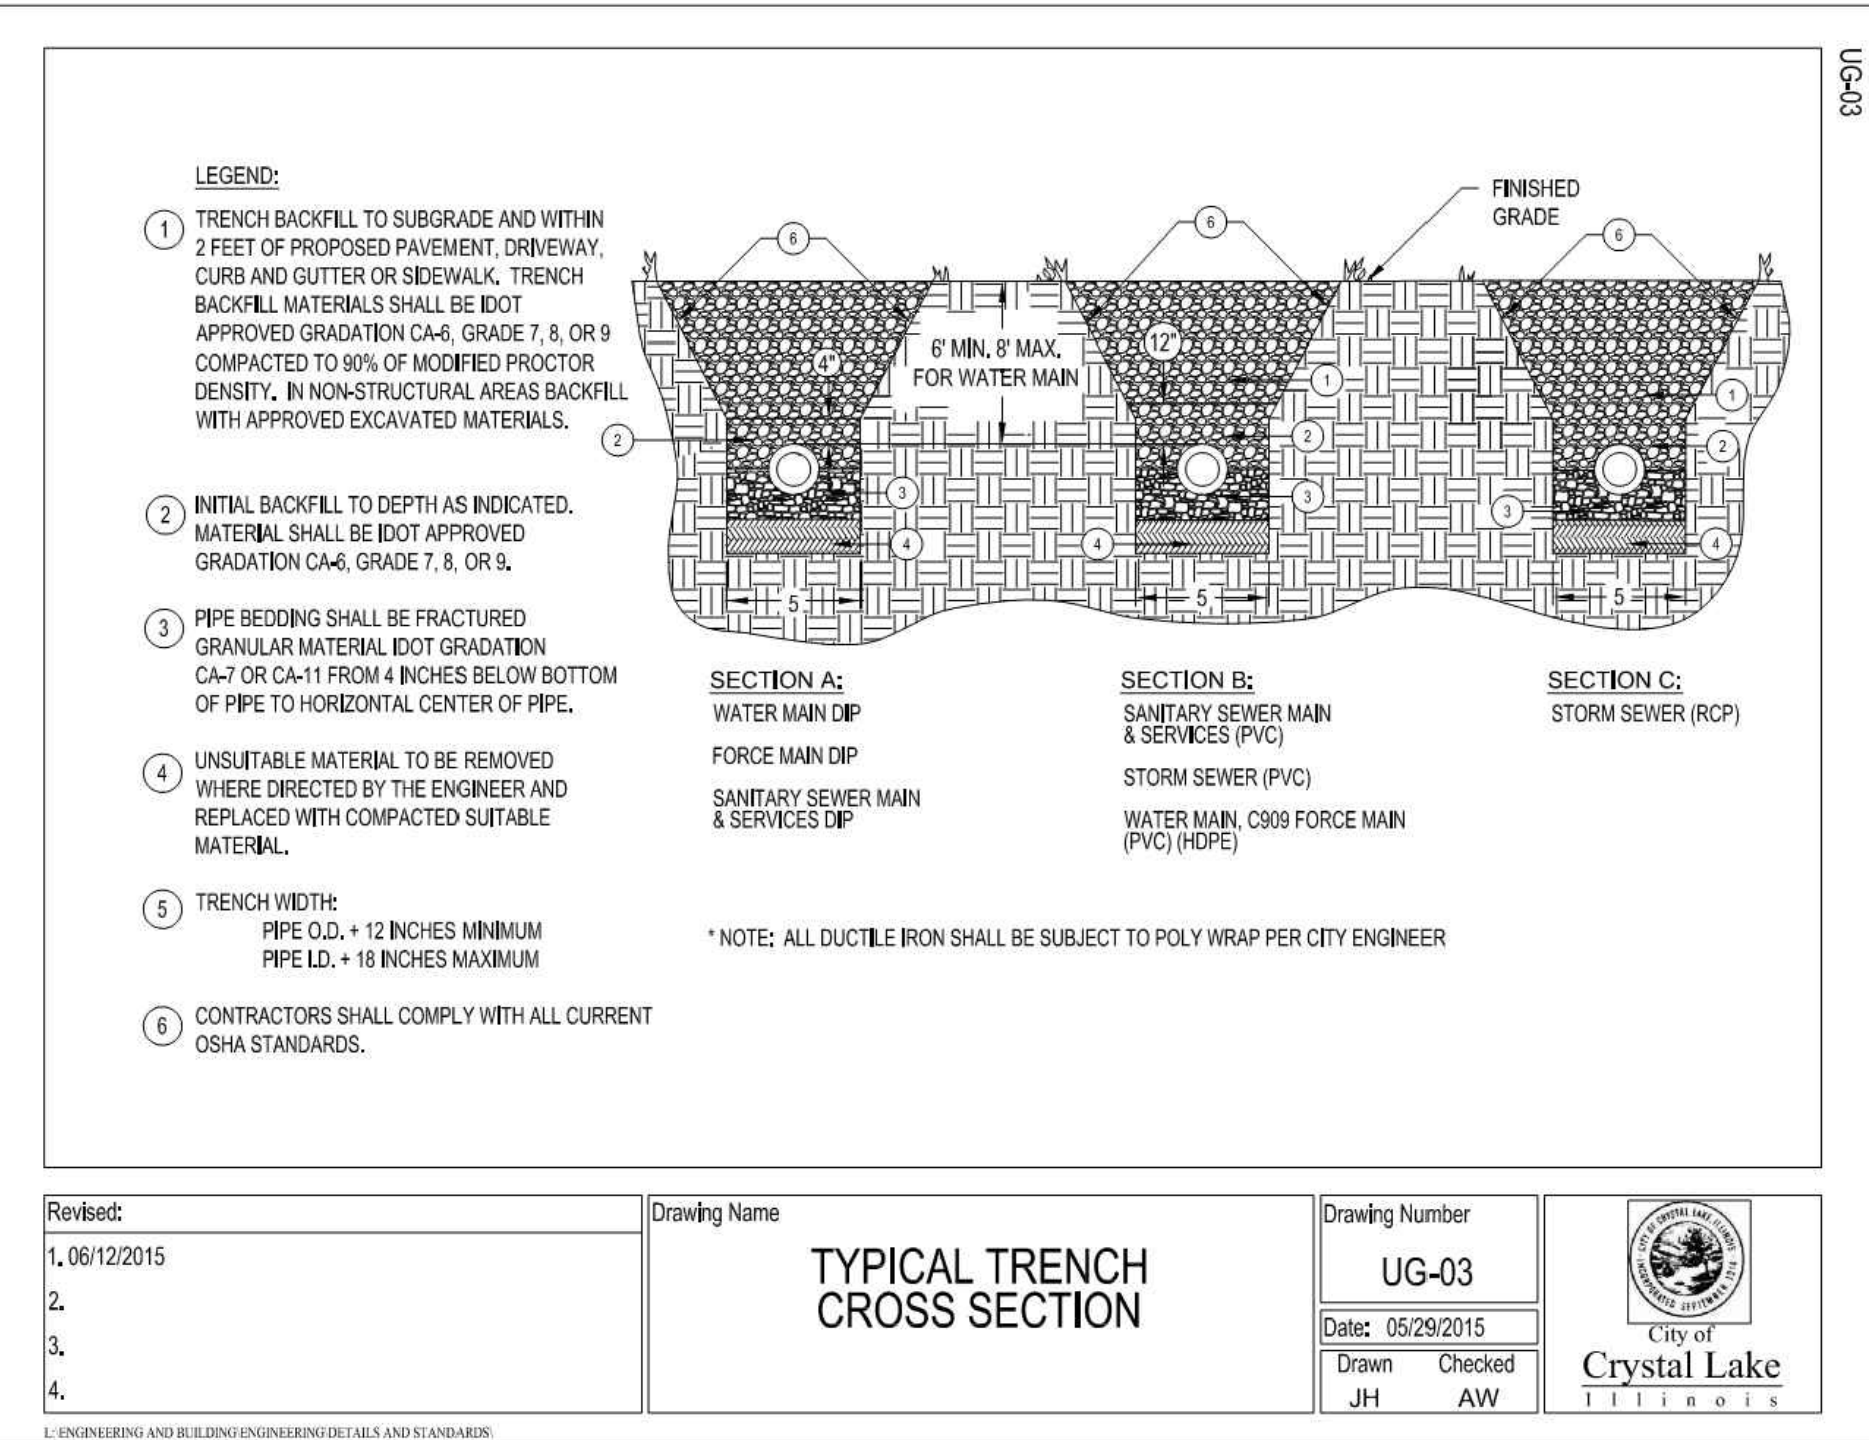 UG-03
LEGEND:
1
TRENCH BACKFILL TO SUBGRADE AND WITHIN
2 FEET OF PROPOSED PAVEMENT, DRIVEWAY,
CURB AND GUTTER OR SIDEWALK. TRENCH
BACKFILL MATERIALS SHALL BE IDOT
APPROVED GRADATION CA-6, GRADE 7, 8, OR 9
COMPACTED TO 90% OF MODIFIED PROCTOR
DENSITY. IN NON-STRUCTURAL AREAS BACKFILL
WITH APPROVED EXCAVATED MATERIALS.
2
INITIAL BACKFILL TO DEPTH AS INDICATED.
MATERIAL SHALL BE IDOT APPROVED
GRADATION CA-6, GRADE 7, 8, OR 9.
3
PIPE BEDDING SHALL BE FRACTURED
GRANULAR MATERIAL IDOT GRADATION
CA-7 OR CA-11 FROM 4 INCHES BELOW BOTTOM
OF PIPE TO HORIZONTAL CENTER OF PIPE.
4
UNSUITABLE MATERIAL TO BE REMOVED
WHERE DIRECTED BY THE ENGINEER AND
REPLACED WITH COMPACTED SUITABLE
MATERIAL.
5
TRENCH WIDTH:
PIPE O.D. + 12 INCHES MINIMUM
PIPE I.D. + 18 INCHES MAXIMUM
6
CONTRACTORS SHALL COMPLY WITH ALL CURRENT
OSHA STANDARDS.
FINISHED
GRADE
6
6
6
4"
6' MIN. 8' MAX.
FOR WATER MAIN
12"
1
1
2
2
2
3
3
3
4
4
4
5
5
5
SECTION A:
WATER MAIN DIP
FORCE MAIN DIP
SANITARY SEWER MAIN
& SERVICES DIP
SECTION B:
SANITARY SEWER MAIN
& SERVICES (PVC)
STORM SEWER (PVC)
WATER MAIN, C909 FORCE MAIN
(PVC) (HDPE)
SECTION C:
STORM SEWER (RCP)
* NOTE: ALL DUCTILE IRON SHALL BE SUBJECT TO POLY WRAP PER CITY ENGINEER
Revised:
1. 06/12/2015
2.
3.
4.
Drawing Name
TYPICAL TRENCH
CROSS SECTION
Drawing Number
UG-03
Date: 05/29/2015
Drawn Checked
JH AW
CITY OF CRYSTAL LAKE, ILLINOIS
INCORPORATED SEPTEMBER
City of
Crystal Lake
Illinois
L:\ENGINEERING AND BUILDING\ENGINEERING\DETAILS AND STANDARDS\